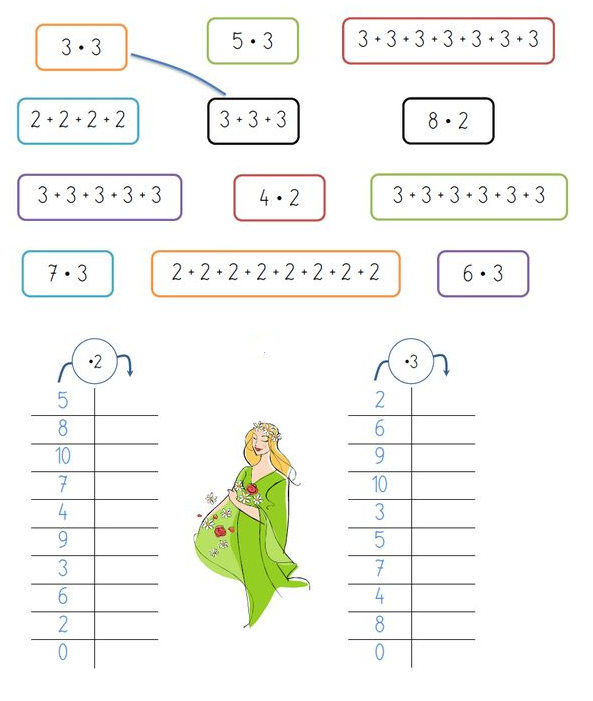 3 • 3
5 • 3
3 + 3 + 3 + 3 + 3 + 3 + 3
2 + 2 + 2 + 2
3 + 3 + 3
8 • 2
3 + 3 + 3 + 3 + 3
4 • 2
3 + 3 + 3 + 3 + 3 + 3
7 • 3
2 + 2 + 2 + 2 + 2 + 2 + 2 + 2
6 • 3
•2
5
8
10
7
4
9
3
6
2
0
•3
2
6
9
10
3
5
7
4
8
0